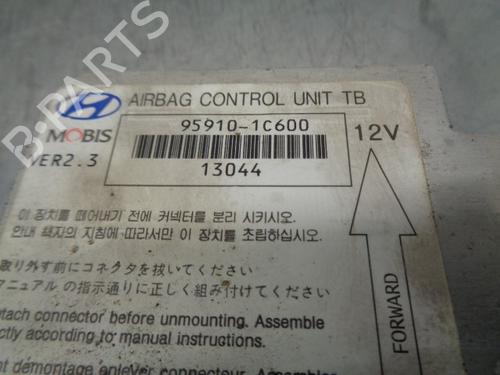 B-PARTS
AIRBAG CONTROL UNIT TB
MOBIS
95910-1C600
12V
VER2.3
13044
이 장치를 떼어내기 전에 커넥터를 분리 시키시오.
안내 책자의 지침에 따라서만 이 장치를 조립하십시오.
取り外す前にコネクタを抜いてください
マニュアル の指示通りに正しく組み付けてください
FORWARD
tach connector before unmounting. Assemble
ctly according to manual instructions.
nt démontage enlever connecteur. Assembler